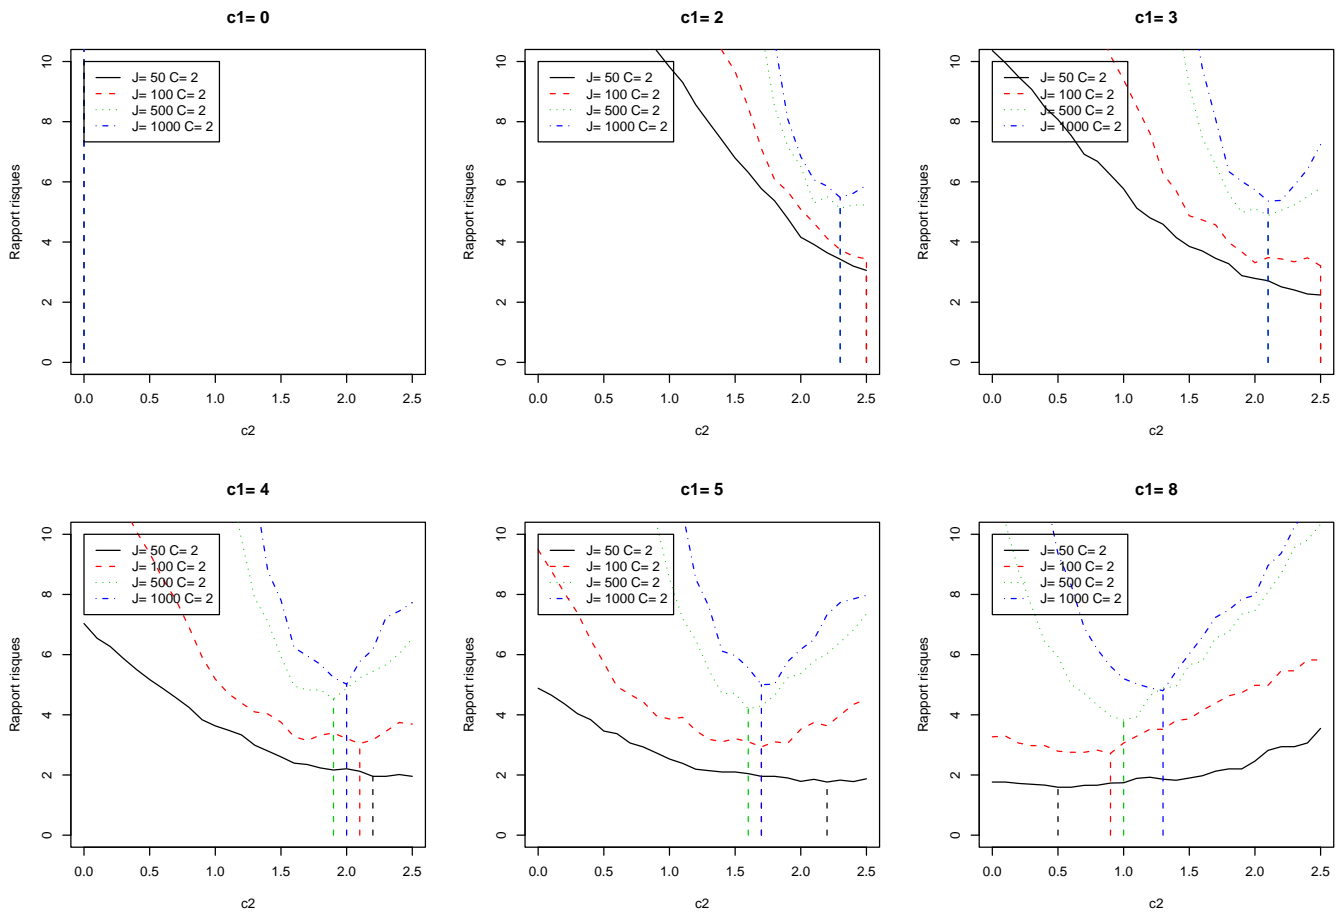 c1= 0
Rapport risques
10
8
6
4
2
0
J= 50 C= 2
J= 100 C= 2
J= 500 C= 2
J= 1000 C= 2
0.0 0.5 1.0 1.5 2.0 2.5
c2
c1= 2
Rapport risques
10
8
6
4
2
0
J= 50 C= 2
J= 100 C= 2
J= 500 C= 2
J= 1000 C= 2
0.0 0.5 1.0 1.5 2.0 2.5
c2
c1= 3
Rapport risques
10
8
6
4
2
0
J= 50 C= 2
J= 100 C= 2
J= 500 C= 2
J= 1000 C= 2
0.0 0.5 1.0 1.5 2.0 2.5
c2
c1= 4
Rapport risques
10
8
6
4
2
0
J= 50 C= 2
J= 100 C= 2
J= 500 C= 2
J= 1000 C= 2
0.0 0.5 1.0 1.5 2.0 2.5
c2
c1= 5
Rapport risques
10
8
6
4
2
0
J= 50 C= 2
J= 100 C= 2
J= 500 C= 2
J= 1000 C= 2
0.0 0.5 1.0 1.5 2.0 2.5
c2
c1= 8
Rapport risques
10
8
6
4
2
0
J= 50 C= 2
J= 100 C= 2
J= 500 C= 2
J= 1000 C= 2
0.0 0.5 1.0 1.5 2.0 2.5
c2